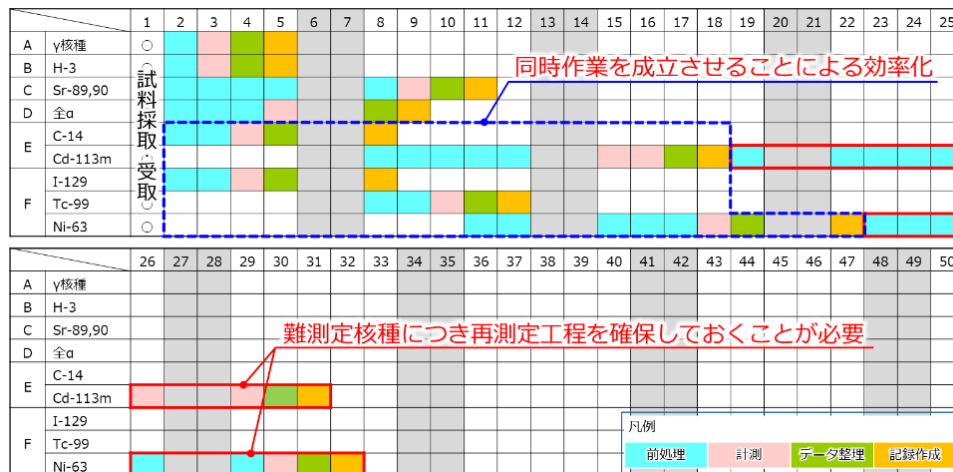 1 2 3 4 5 6 7 8 9 10 11 12 13 14 15 16 17 18 19 20 21 22 23 24 25
A γ核種 ○
B H-3
C Sr-89,90
D 全α
E
C-14
Cd-113m
F
I-129
Tc-99 ○
Ni-63 ○
試料採取・受取
同時作業を成立させることによる効率化
26 27 28 29 30 31 32 33 34 35 36 37 38 39 40 41 42 43 44 45 46 47 48 49 50
A γ核種
B H-3
C Sr-89,90
D 全α
E
C-14
Cd-113m
F
I-129
Tc-99
Ni-63
難測定核種につき再測定工程を確保しておくことが必要
凡例
前処理 計測 データ整理 記録作成